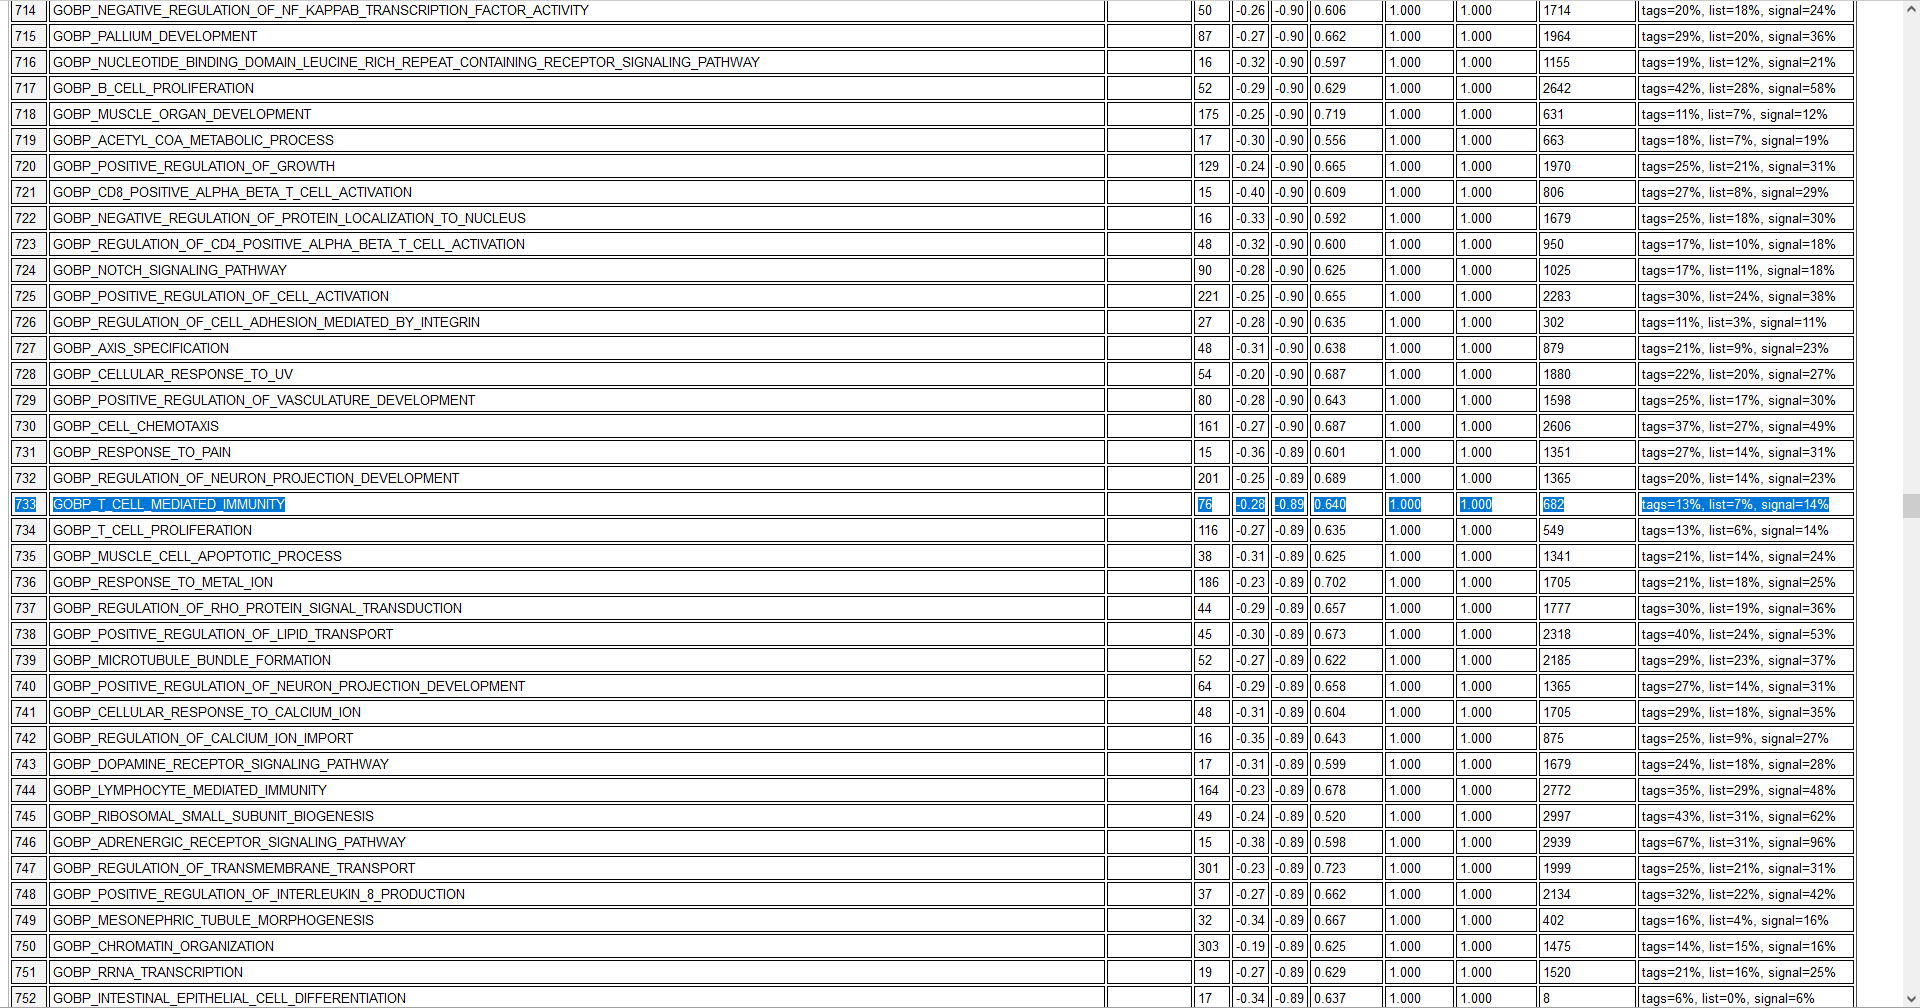 714 GOBP_NEGATIVE_REGULATION_OF_NF_KAPPAB_TRANSCRIPTION_FACTOR_ACTIVITY 50 -0.26 -0.90 0.606 1.000 1.000 1714 tags=20%, list=18%, signal=24%
715 GOBP_PALLIUM_DEVELOPMENT 87 -0.27 -0.90 0.662 1.000 1.000 1964 tags=29%, list=20%, signal=36%
716 GOBP_NUCLEOTIDE_BINDING_DOMAIN_LEUCINE_RICH_REPEAT_CONTAINING_RECEPTOR_SIGNALING_PATHWAY 16 -0.32 -0.90 0.597 1.000 1.000 1155 tags=19%, list=12%, signal=21%
717 GOBP_B_CELL_PROLIFERATION 52 -0.29 -0.90 0.629 1.000 1.000 2642 tags=42%, list=28%, signal=58%
718 GOBP_MUSCLE_ORGAN_DEVELOPMENT 175 -0.25 -0.90 0.719 1.000 1.000 631 tags=11%, list=7%, signal=12%
719 GOBP_ACETYL_COA_METABOLIC_PROCESS 17 -0.30 -0.90 0.556 1.000 1.000 663 tags=18%, list=7%, signal=19%
720 GOBP_POSITIVE_REGULATION_OF_GROWTH 129 -0.24 -0.90 0.665 1.000 1.000 1970 tags=25%, list=21%, signal=31%
721 GOBP_CD8_POSITIVE_ALPHA_BETA_T_CELL_ACTIVATION 15 -0.40 -0.90 0.609 1.000 1.000 806 tags=27%, list=8%, signal=29%
722 GOBP_NEGATIVE_REGULATION_OF_PROTEIN_LOCALIZATION_TO_NUCLEUS 16 -0.33 -0.90 0.592 1.000 1.000 1679 tags=25%, list=18%, signal=30%
723 GOBP_REGULATION_OF_CD4_POSITIVE_ALPHA_BETA_T_CELL_ACTIVATION 48 -0.32 -0.90 0.600 1.000 1.000 950 tags=17%, list=10%, signal=18%
724 GOBP_NOTCH_SIGNALING_PATHWAY 90 -0.28 -0.90 0.625 1.000 1.000 1025 tags=17%, list=11%, signal=18%
725 GOBP_POSITIVE_REGULATION_OF_CELL_ACTIVATION 221 -0.25 -0.90 0.655 1.000 1.000 2283 tags=30%, list=24%, signal=38%
726 GOBP_REGULATION_OF_CELL_ADHESION_MEDIATED_BY_INTEGRIN 27 -0.28 -0.90 0.635 1.000 1.000 302 tags=11%, list=3%, signal=11%
727 GOBP_AXIS_SPECIFICATION 48 -0.31 -0.90 0.638 1.000 1.000 879 tags=21%, list=9%, signal=23%
728 GOBP_CELLULAR_RESPONSE_TO_UV 54 -0.20 -0.90 0.687 1.000 1.000 1880 tags=22%, list=20%, signal=27%
729 GOBP_POSITIVE_REGULATION_OF_VASCULATURE_DEVELOPMENT 80 -0.28 -0.90 0.643 1.000 1.000 1598 tags=25%, list=17%, signal=30%
730 GOBP_CELL_CHEMOTAXIS 161 -0.27 -0.90 0.687 1.000 1.000 2606 tags=37%, list=27%, signal=49%
731 GOBP_RESPONSE_TO_PAIN 15 -0.36 -0.89 0.601 1.000 1.000 1351 tags=27%, list=14%, signal=31%
732 GOBP_REGULATION_OF_NEURON_PROJECTION_DEVELOPMENT 201 -0.25 -0.89 0.689 1.000 1.000 1365 tags=20%, list=14%, signal=23%
733 GOBP_T_CELL_MEDIATED_IMMUNITY 76 -0.28 -0.89 0.640 1.000 1.000 682 tags=13%, list=7%, signal=14%
734 GOBP_T_CELL_PROLIFERATION 116 -0.27 -0.89 0.635 1.000 1.000 549 tags=13%, list=6%, signal=14%
735 GOBP_MUSCLE_CELL_APOPTOTIC_PROCESS 38 -0.31 -0.89 0.625 1.000 1.000 1341 tags=21%, list=14%, signal=24%
736 GOBP_RESPONSE_TO_METAL_ION 186 -0.23 -0.89 0.702 1.000 1.000 1705 tags=21%, list=18%, signal=25%
737 GOBP_REGULATION_OF_RHO_PROTEIN_SIGNAL_TRANSDUCTION 44 -0.29 -0.89 0.657 1.000 1.000 1777 tags=30%, list=19%, signal=36%
738 GOBP_POSITIVE_REGULATION_OF_LIPID_TRANSPORT 45 -0.30 -0.89 0.673 1.000 1.000 2318 tags=40%, list=24%, signal=53%
739 GOBP_MICROTUBULE_BUNDLE_FORMATION 52 -0.27 -0.89 0.622 1.000 1.000 2185 tags=29%, list=23%, signal=37%
740 GOBP_POSITIVE_REGULATION_OF_NEURON_PROJECTION_DEVELOPMENT 64 -0.29 -0.89 0.658 1.000 1.000 1365 tags=27%, list=14%, signal=31%
741 GOBP_CELLULAR_RESPONSE_TO_CALCIUM_ION 48 -0.31 -0.89 0.604 1.000 1.000 1705 tags=29%, list=18%, signal=35%
742 GOBP_REGULATION_OF_CALCIUM_ION_IMPORT 16 -0.35 -0.89 0.643 1.000 1.000 875 tags=25%, list=9%, signal=27%
743 GOBP_DOPAMINE_RECEPTOR_SIGNALING_PATHWAY 17 -0.31 -0.89 0.599 1.000 1.000 1679 tags=24%, list=18%, signal=28%
744 GOBP_LYMPHOCYTE_MEDIATED_IMMUNITY 164 -0.23 -0.89 0.678 1.000 1.000 2772 tags=35%, list=29%, signal=48%
745 GOBP_RIBOSOMAL_SMALL_SUBUNIT_BIOGENESIS 49 -0.24 -0.89 0.520 1.000 1.000 2997 tags=43%, list=31%, signal=62%
746 GOBP_ADRENERGIC_RECEPTOR_SIGNALING_PATHWAY 15 -0.38 -0.89 0.598 1.000 1.000 2939 tags=67%, list=31%, signal=96%
747 GOBP_REGULATION_OF_TRANSMEMBRANE_TRANSPORT 301 -0.23 -0.89 0.723 1.000 1.000 1999 tags=25%, list=21%, signal=31%
748 GOBP_POSITIVE_REGULATION_OF_INTERLEUKIN_8_PRODUCTION 37 -0.27 -0.89 0.662 1.000 1.000 2134 tags=32%, list=22%, signal=42%
749 GOBP_MESONEPHRIC_TUBULE_MORPHOGENESIS 32 -0.34 -0.89 0.667 1.000 1.000 402 tags=16%, list=4%, signal=16%
750 GOBP_CHROMATIN_ORGANIZATION 303 -0.19 -0.89 0.625 1.000 1.000 1475 tags=14%, list=15%, signal=16%
751 GOBP_RRNA_TRANSCRIPTION 19 -0.27 -0.89 0.629 1.000 1.000 1520 tags=21%, list=16%, signal=25%
752 GOBP_INTESTINAL_EPITHELIAL_CELL_DIFFERENTIATION 17 -0.34 -0.89 0.637 1.000 1.000 8 tags=6%, list=0%, signal=6%